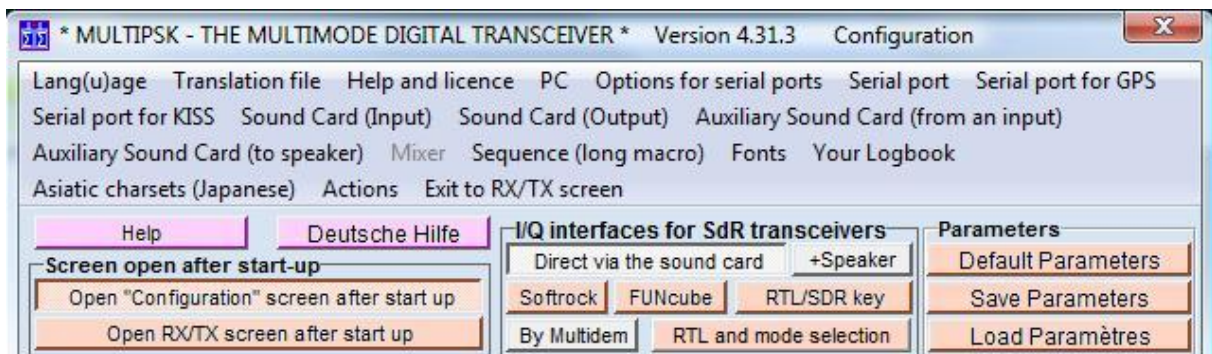 * MULTIPSK - THE MULTIMODE DIGITAL TRANSCEIVER * Version 4.31.3 Configuration
Lang(u)age Translation file Help and licence PC Options for serial ports Serial port Serial port for GPS
Serial port for KISS Sound Card (Input) Sound Card (Output) Auxiliary Sound Card (from an input)
Auxiliary Sound Card (to speaker) Mixer Sequence (long macro) Fonts Your Logbook
Asiatic charsets (Japanese) Actions Exit to RX/TX screen
Help Deutsche Hilfe
Screen open after start-up
Open "Configuration" screen after start up
Open RX/TX screen after start up
I/Q interfaces for SdR transceivers
Direct via the sound card +Speaker
Softrock FUNcube RTL/SDR key
By Multidem RTL and mode selection
Parameters
Default Parameters
Save Parameters
Load Paramètres